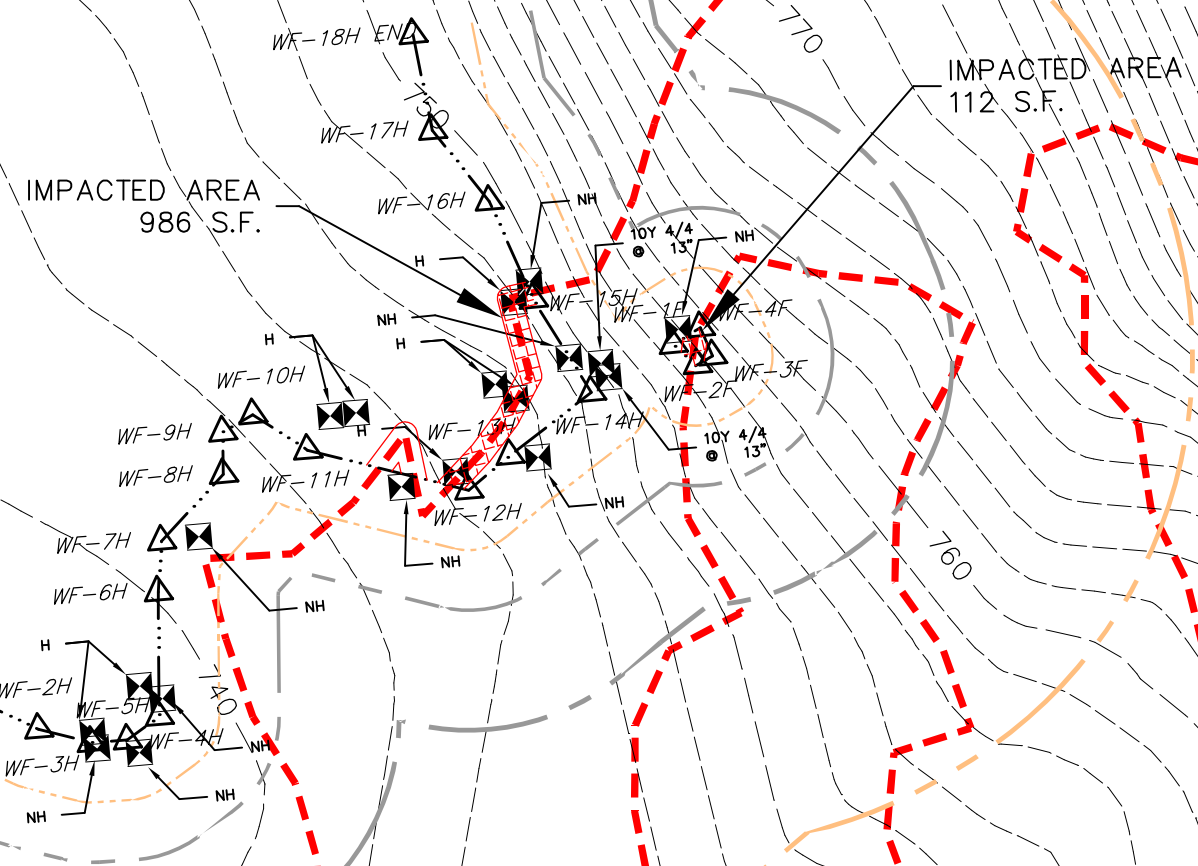 770
WF-18H END
IMPACTED AREA
112 S.F.
750
WF-17H
IMPACTED AREA
986 S.F.
WF-16H
NH
10Y 4/4
@ 13"
NH
H
WF-15H
WF-1F
WF-4F
NH
H
H
WF-10H
WF-3F
WF-2F
WF-9H
H
WF-13H
WF-14H
10Y 4/4
@ 13"
WF-8H
WF-11H
NH
WF-12H
WF-7H
NH
760
WF-6H
NH
H
WF-2H
740
WF-5H
WF-4H
NH
WF-3H
NH
NH